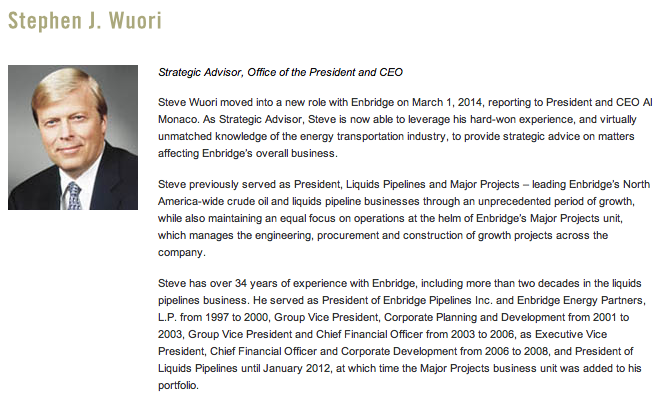 Stephen J. Wuori
Strategic Advisor, Office of the President and CEO
Steve Wuori moved into a new role with Enbridge on March 1, 2014, reporting to President and CEO Al
Monaco. As Strategic Advisor, Steve is now able to leverage his hard-won experience, and virtually
unmatched knowledge of the energy transportation industry, to provide strategic advice on matters
affecting Enbridge's overall business.
Steve previously served as President, Liquids Pipelines and Major Projects – leading Enbridge's North
America-wide crude oil and liquids pipeline businesses through an unprecedented period of growth,
while also maintaining an equal focus on operations at the helm of Enbridge's Major Projects unit,
which manages the engineering, procurement and construction of growth projects across the
company.
Steve has over 34 years of experience with Enbridge, including more than two decades in the liquids
pipelines business. He served as President of Enbridge Pipelines Inc. and Enbridge Energy Partners,
L.P. from 1997 to 2000, Group Vice President, Corporate Planning and Development from 2001 to
2003, Group Vice President and Chief Financial Officer from 2003 to 2006, as Executive Vice
President, Chief Financial Officer and Corporate Development from 2006 to 2008, and President of
Liquids Pipelines until January 2012, at which time the Major Projects business unit was added to his
portfolio.